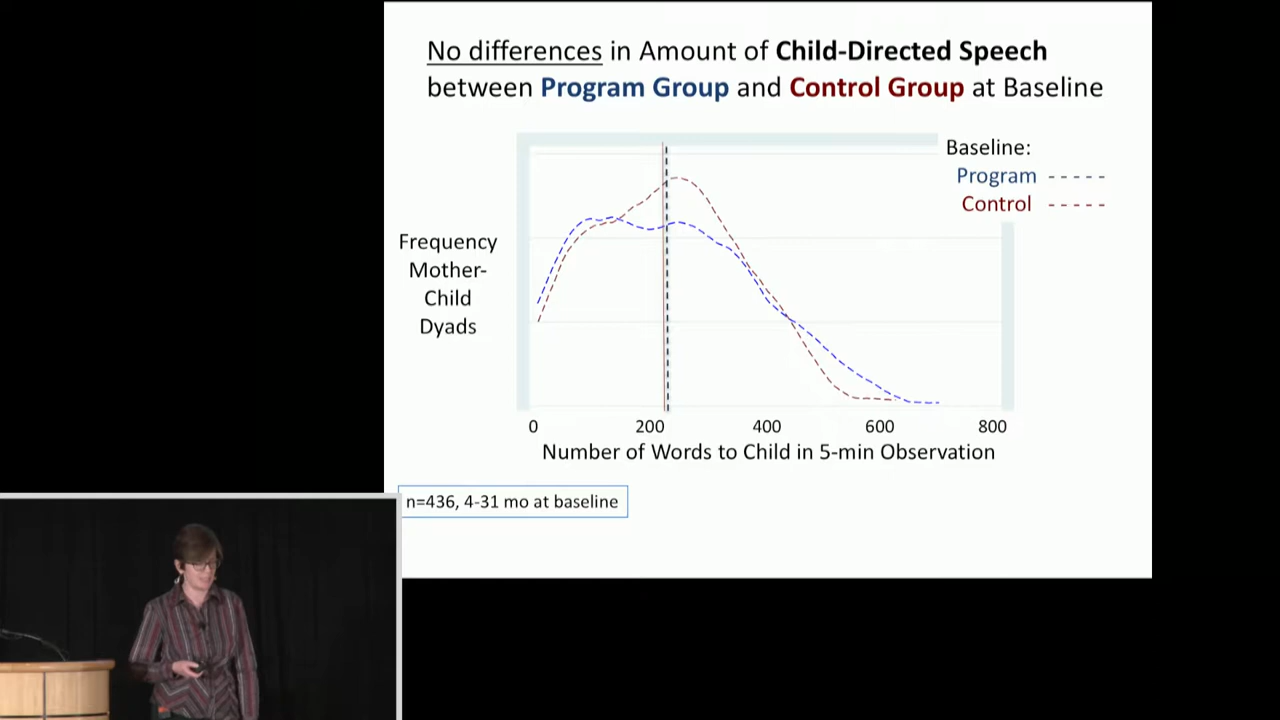 No differences in Amount of Child-Directed Speech
between Program Group and Control Group at Baseline
Baseline:
Program
Control
Frequency
Mother-
Child
Dyads
0 200 400 600 800
Number of Words to Child in 5-min Observation
n=436, 4-31 mo at baseline